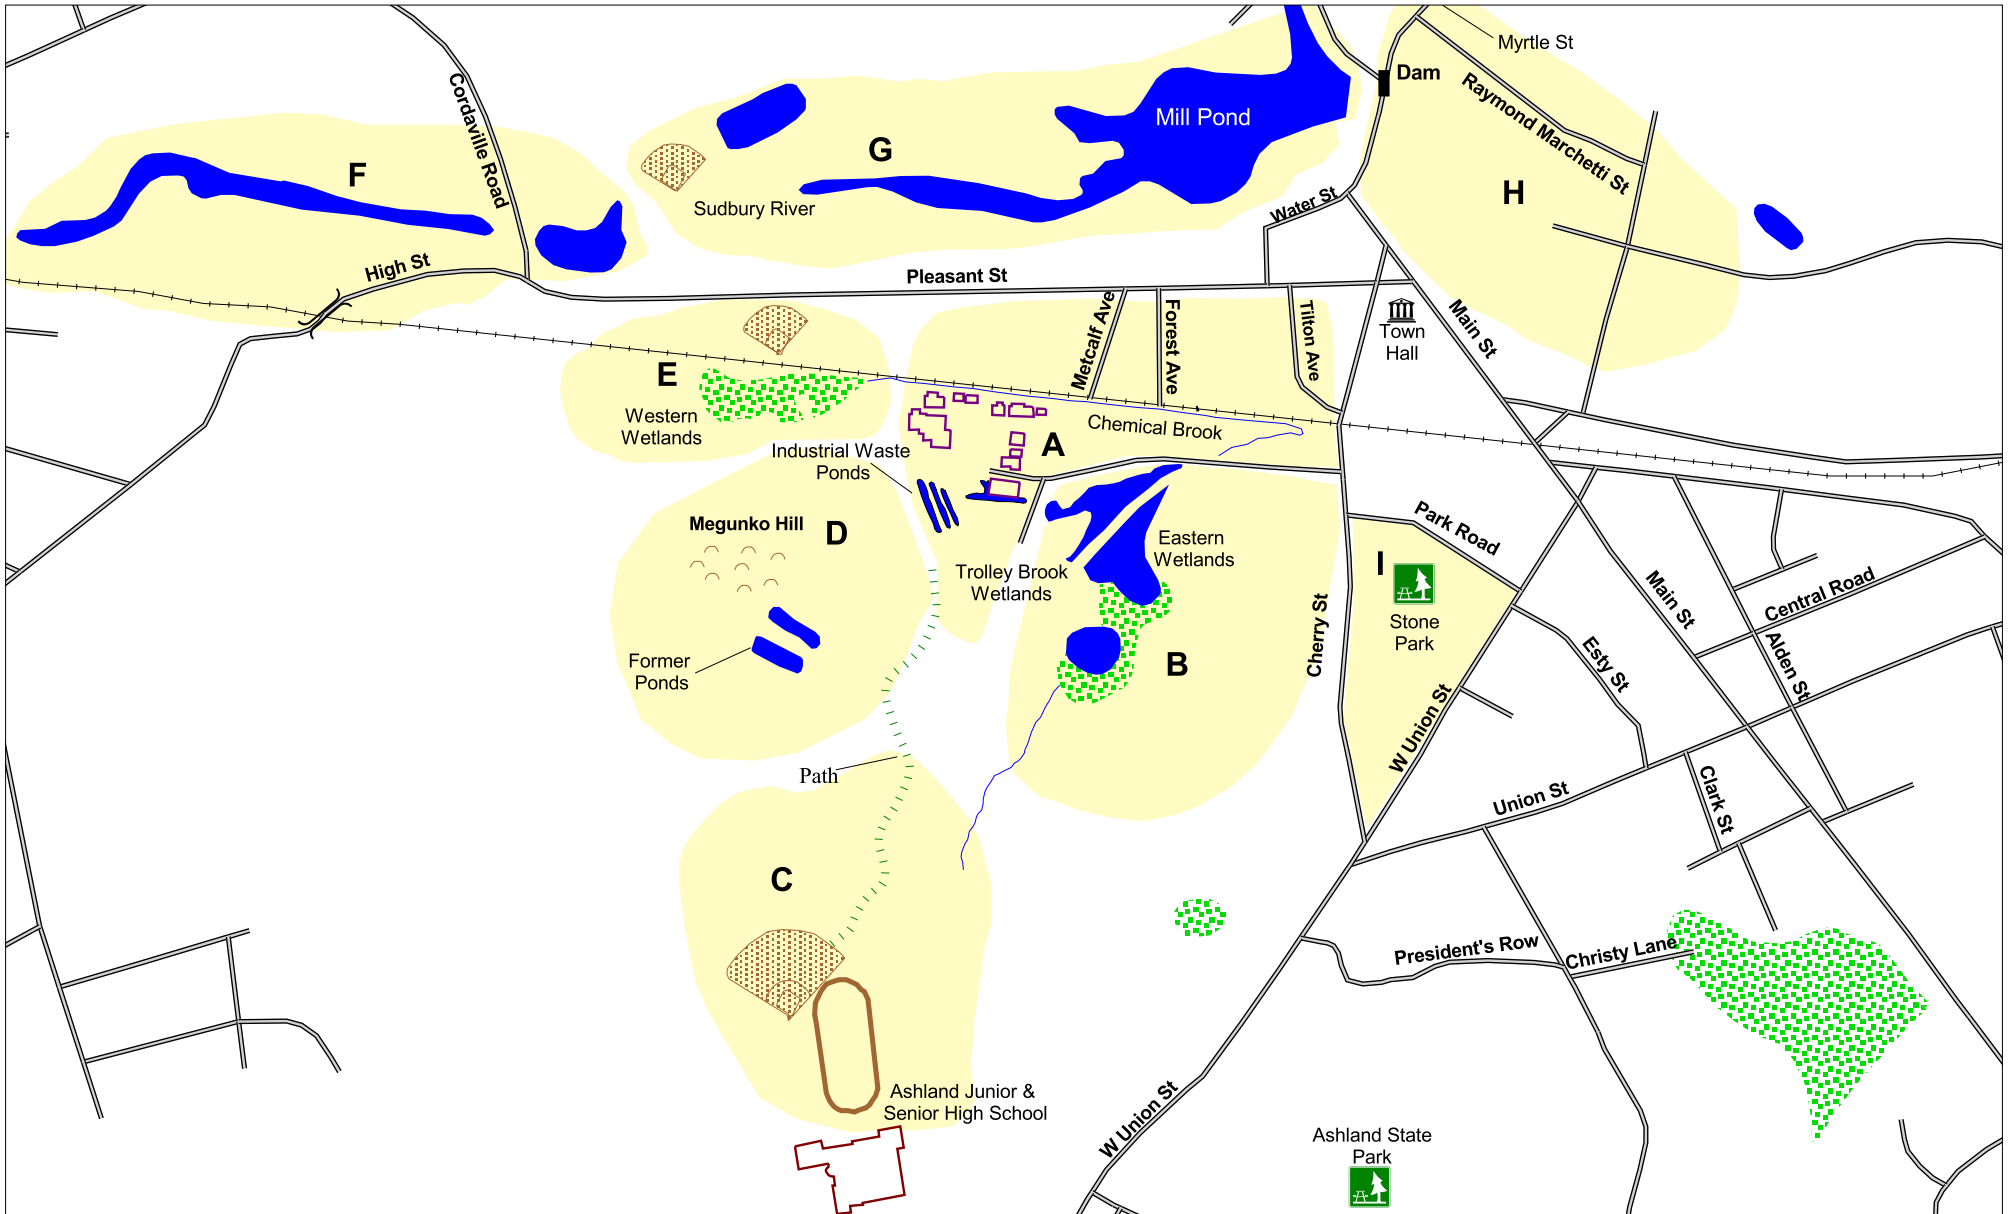 Myrtle St
Dam
Raymond Marchetti St
Cordaville Road
Mill Pond
F
G
H
Sudbury River
Water St
High St
Pleasant St
Metcalf Ave
Forest Ave
Tilton Ave
Main St
Town
Hall
E
Western
Wetlands
Chemical Brook
A
Industrial Waste
Ponds
Megunko Hill
D
Park Road
Eastern
Wetlands
I
Trolley Brook
Wetlands
Stone
Park
Cherry St
Main St
Central Road
Alden St
Esty St
Former
Ponds
B
W Union St
Path
Union St
Clark St
C
President's Row
Christy Lane
Ashland Junior &
Senior High School
W Union St
Ashland State
Park